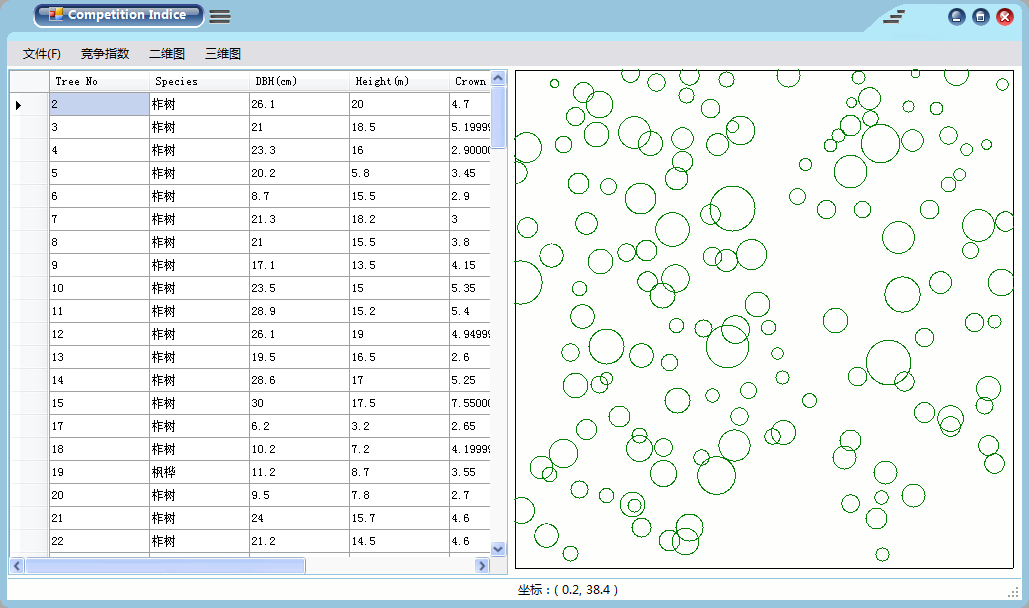 Competition Indice
文件(F) 竞争指数 二维图 三维图
Tree No Species DBH(cm) Height(m) Crown
2 柞树 26.1 20 4.7
3 柞树 21 18.5 5.1999
4 柞树 23.3 16 2.9000
5 柞树 20.2 5.8 3.45
6 柞树 8.7 15.5 2.9
7 柞树 21.3 18.2 3
8 柞树 21 15.5 3.8
9 柞树 17.1 13.5 4.15
10 柞树 23.5 15 5.35
11 柞树 28.9 15.2 5.4
12 柞树 26.1 19 4.9499
13 柞树 19.5 16.5 2.6
14 柞树 28.6 17 5.25
15 柞树 30 17.5 7.5500
17 柞树 6.2 3.2 2.65
18 柞树 10.2 7.2 4.1999
19 枫桦 11.2 8.7 3.55
20 柞树 9.5 7.8 2.7
21 柞树 24 15.7 4.6
22 柞树 21.2 14.5 4.6
坐标 : ( 0.2, 38.4 )